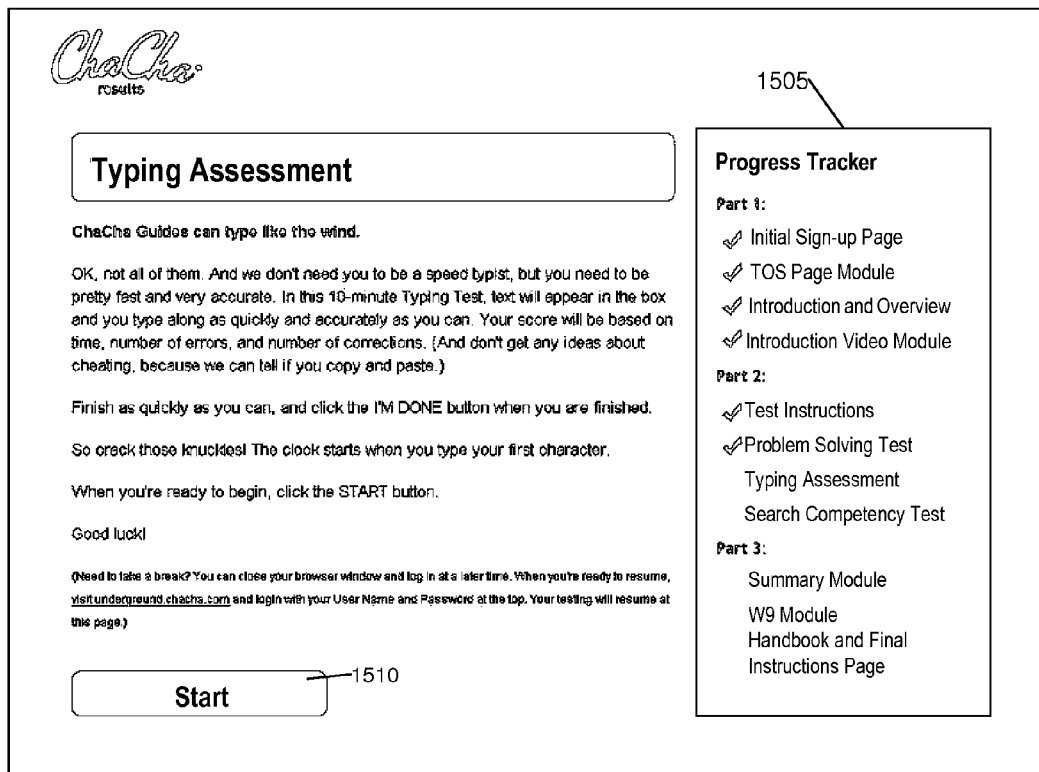 ChaCha
results
1505
Typing Assessment
ChaCha Guides can type like the wind.
OK, not all of them. And we don't need you to be a speed typist, but you need to be
pretty fast and very accurate. In this 10-minute Typing Test, text will appear in the box
and you type along as quickly and accurately as you can. Your score will be based on
time, number of errors, and number of corrections. (And don't get any ideas about
cheating, because we can tell if you copy and paste.)
Finish as quickly as you can, and click the I'M DONE button when you are finished.
So crack those knuckles! The clock starts when you type your first character.
When you're ready to begin, click the START button.
Good luck!
(Need to take a break? You can close your browser window and log in at a later time. When you're ready to resume,
visit underground.chacha.com and login with your User Name and Password at the top. Your testing will resume at
this page.)
Start
1510
Progress Tracker
Part 1:
Initial Sign-up Page
TOS Page Module
Introduction and Overview
Introduction Video Module
Part 2:
Test Instructions
Problem Solving Test
Typing Assessment
Search Competency Test
Part 3:
Summary Module
W9 Module
Handbook and Final
Instructions Page